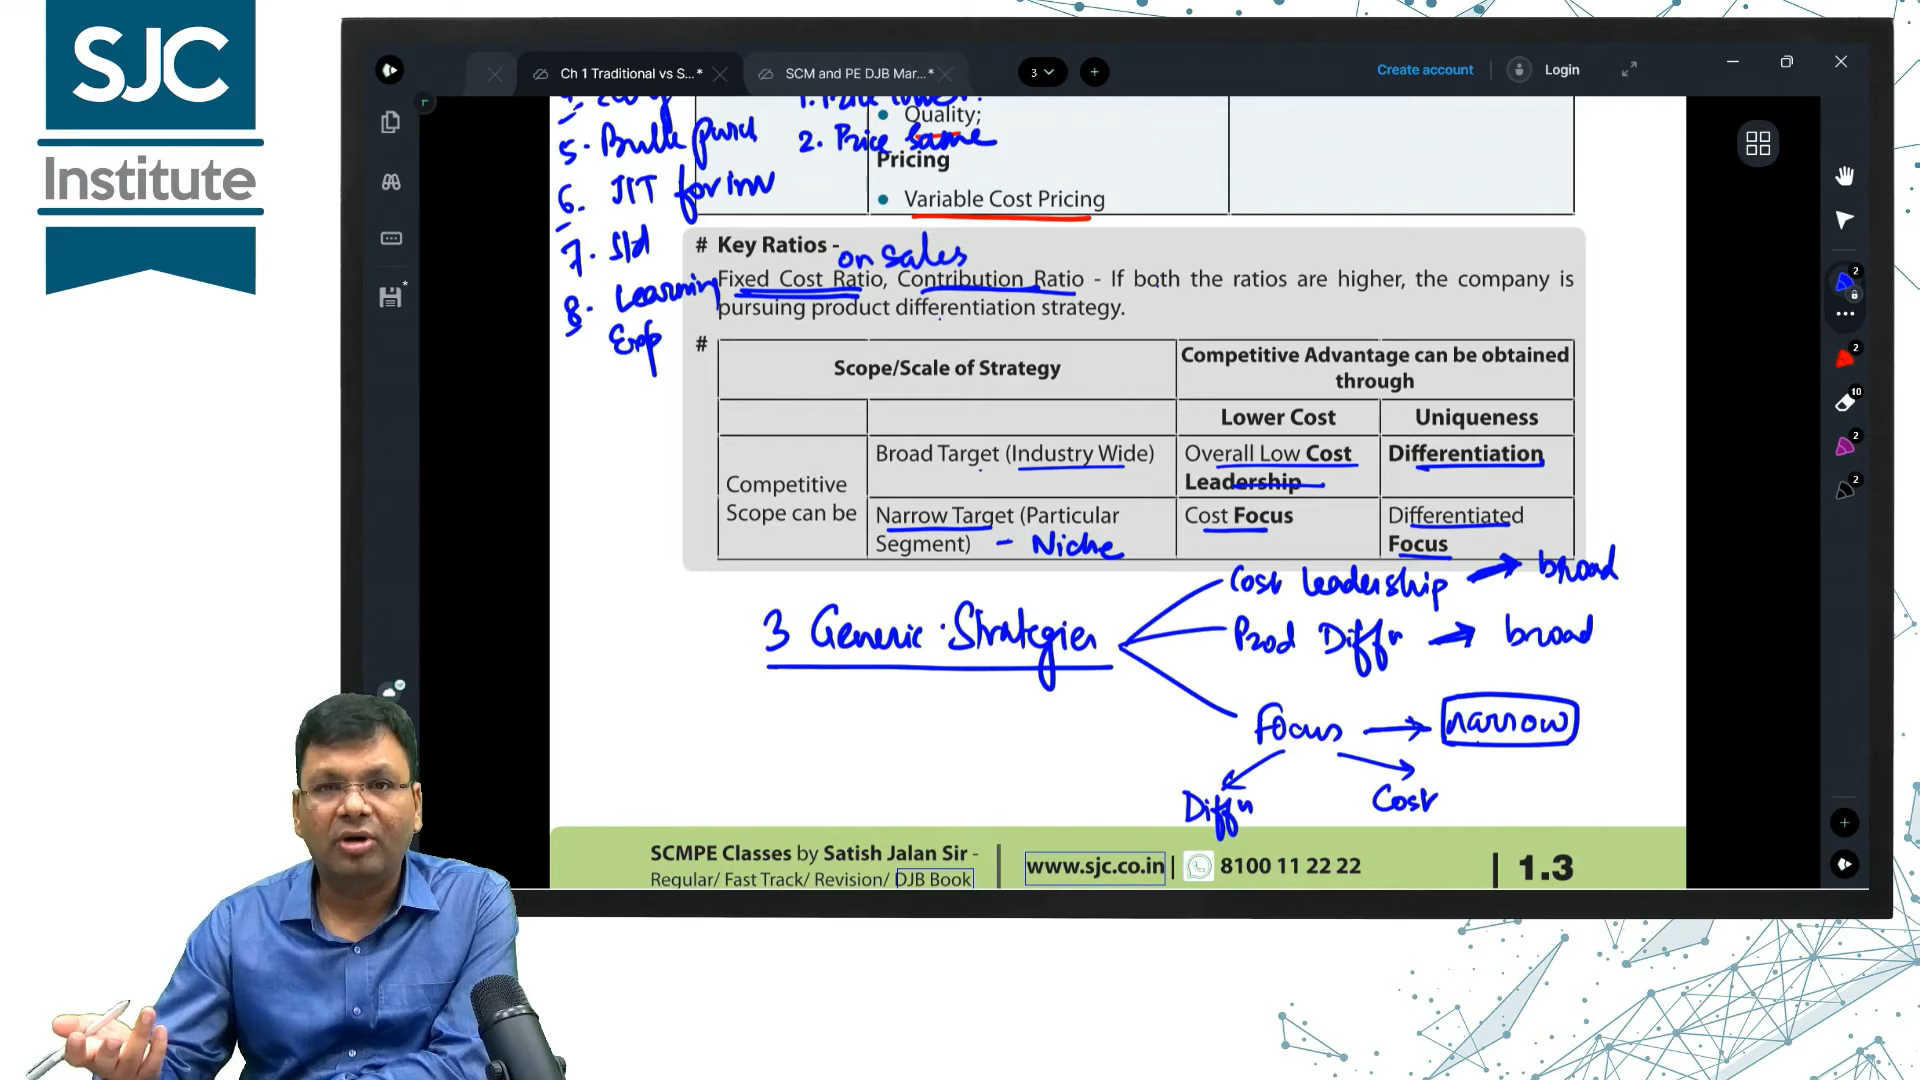 SJC
Institute
Ch 1 Traditional vs S...*
SCM and PE DJB Mar...*
3
Create account
Login
Quality;
5. Bulk purch
2. Price same
Pricing
6. JIT for inv
Variable Cost Pricing
7. Std
# Key Ratios -
on sales
8. Learning
Exp
Fixed Cost Ratio, Contribution Ratio - If both the ratios are higher, the company is
pursuing product differentiation strategy.
#
Scope/Scale of Strategy
Competitive Advantage can be obtained
through
Lower Cost
Uniqueness
Competitive
Scope can be
Broad Target (Industry Wide)
Overall Low Cost
Leadership
Differentiation
Narrow Target (Particular
Segment) - Niche
Cost Focus
Differentiated
Focus
3 Generic Strategies
Cost leadership → broad
Prod Diffn → broad
Focus → narrow
Diffn
Cost
SCMPE Classes by Satish Jalan Sir -
Regular/ Fast Track/ Revision/ DJB Book
www.sjc.co.in | 8100 11 22 22
1.3
2
2
10
2
2